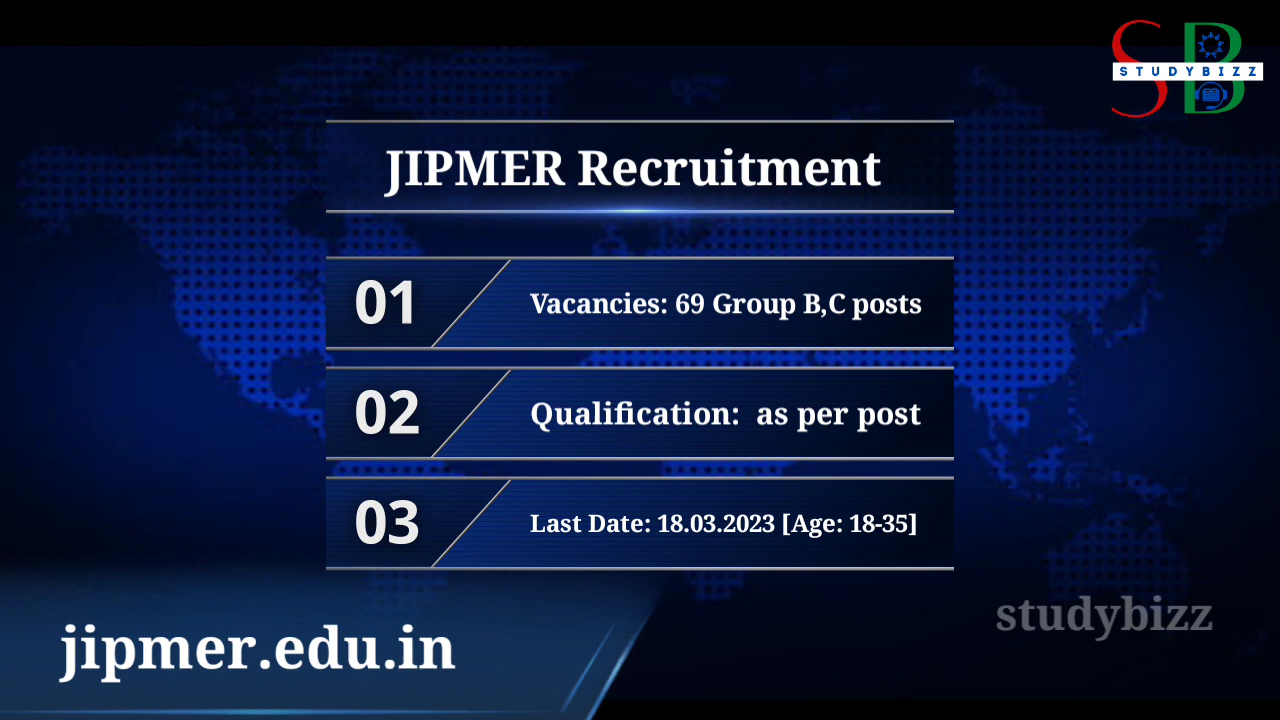 SB
STUDYBIZZ
JIPMER Recruitment
01 Vacancies: 69 Group B,C posts
02 Qualification:  as per post
03 Last Date: 18.03.2023 [Age: 18-35]
studybizz
jipmer.edu.in